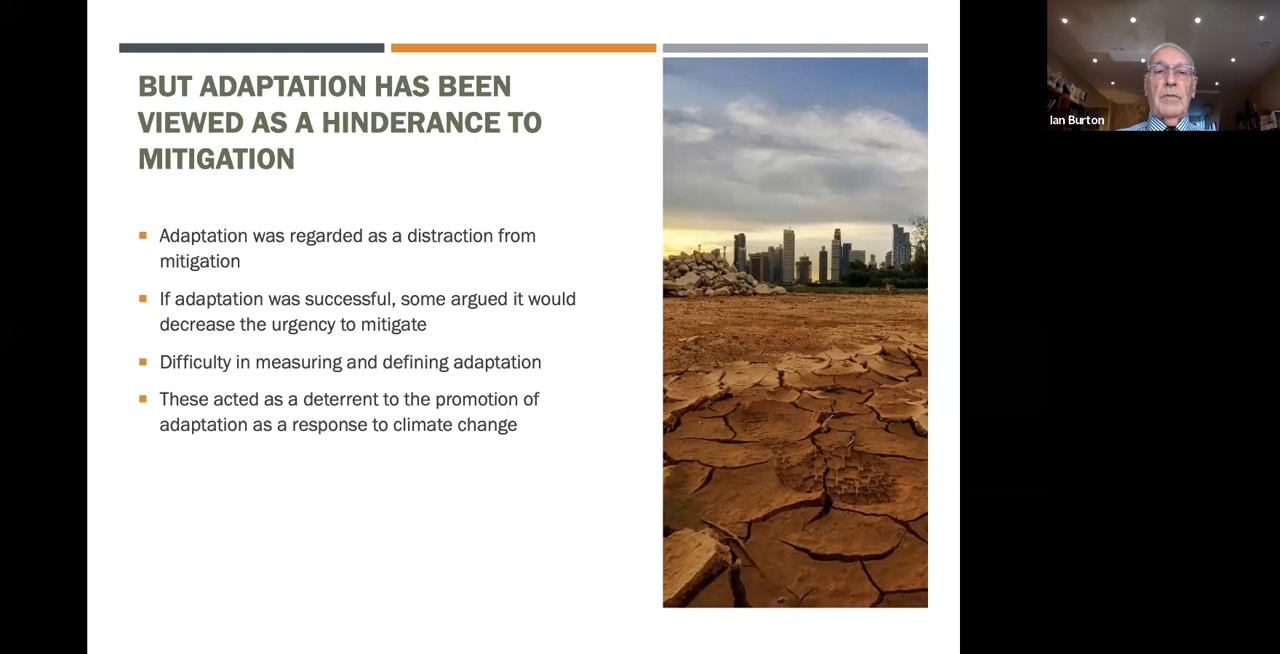 BUT ADAPTATION HAS BEEN
VIEWED AS A HINDERANCE TO
MITIGATION
Adaptation was regarded as a distraction from
mitigation
If adaptation was successful, some argued it would
decrease the urgency to mitigate
Difficulty in measuring and defining adaptation
These acted as a deterrent to the promotion of
adaptation as a response to climate change
Ian Burton